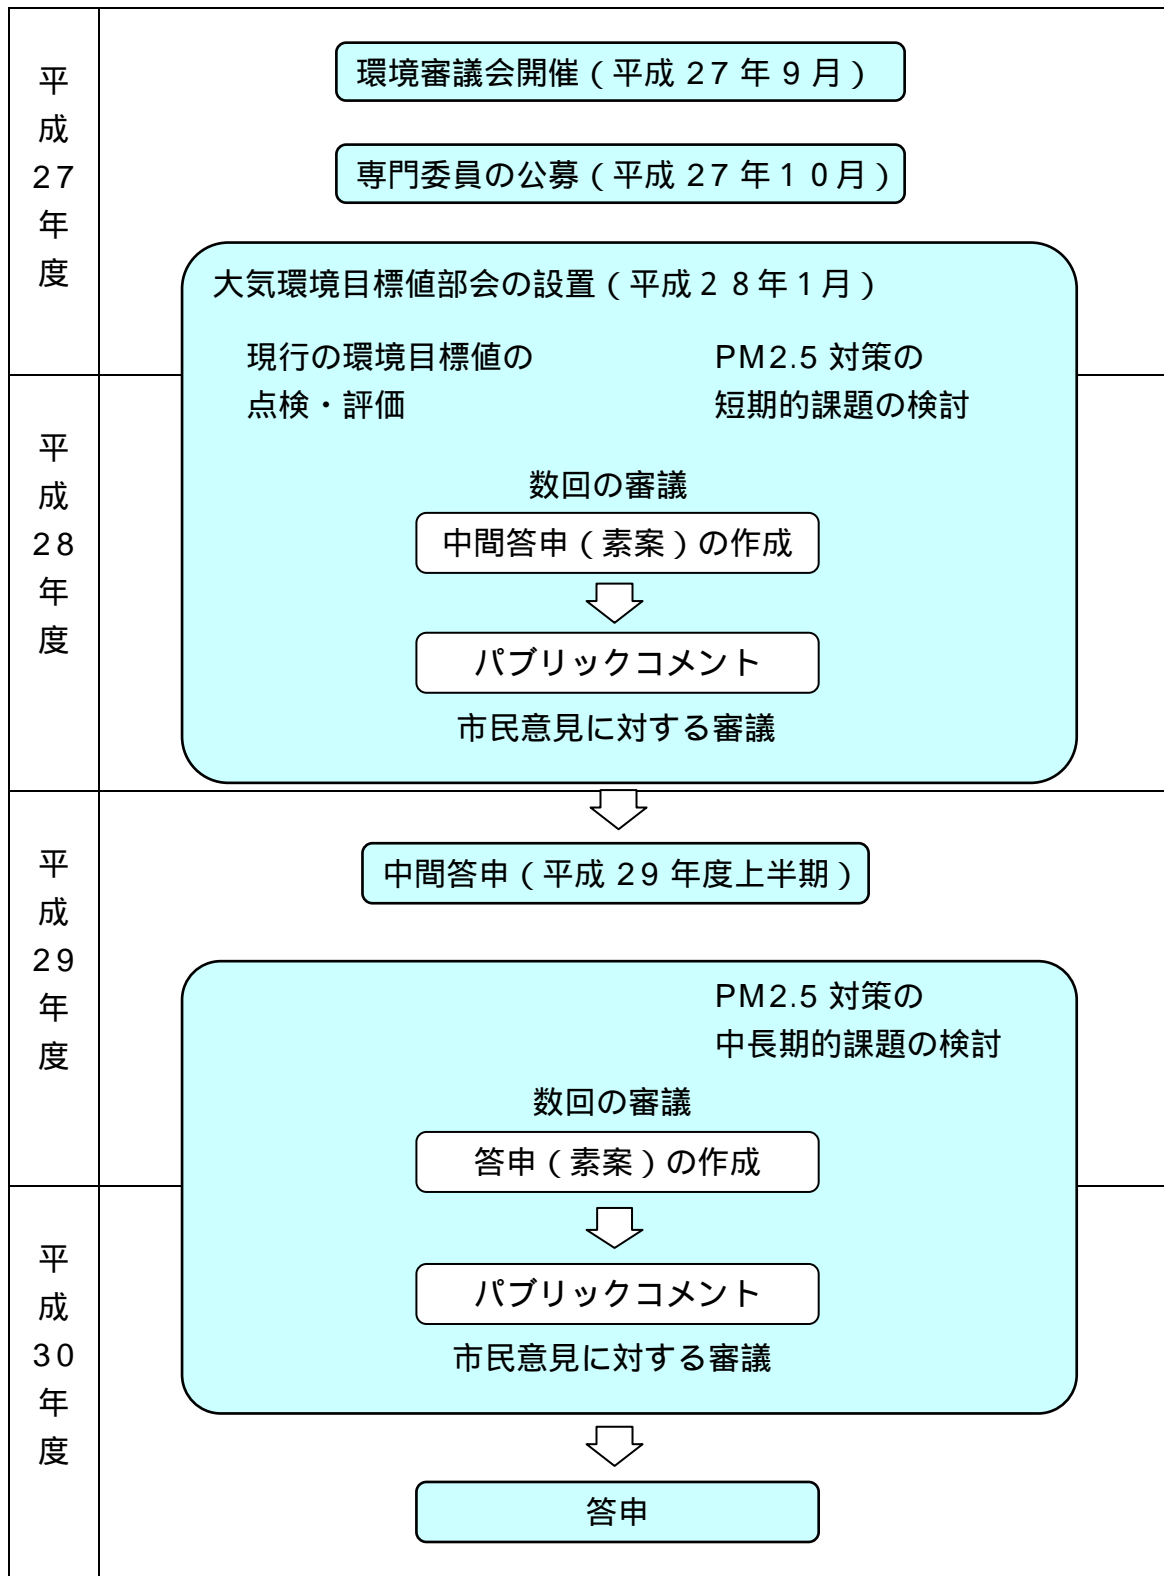 平成27年度
環境審議会開催（平成 27 年 9 月）
専門委員の公募（平成 27 年１０月）
大気環境目標値部会の設置（平成２８年１月）
現行の環境目標値の
点検・評価
PM2.5 対策の
短期的課題の検討
平成28年度
数回の審議
中間答申（素案）の作成
パブリックコメント
市民意見に対する審議
平成29年度
中間答申（平成 29 年度上半期）
PM2.5 対策の
中長期的課題の検討
数回の審議
答申（素案）の作成
平成30年度
パブリックコメント
市民意見に対する審議
答申